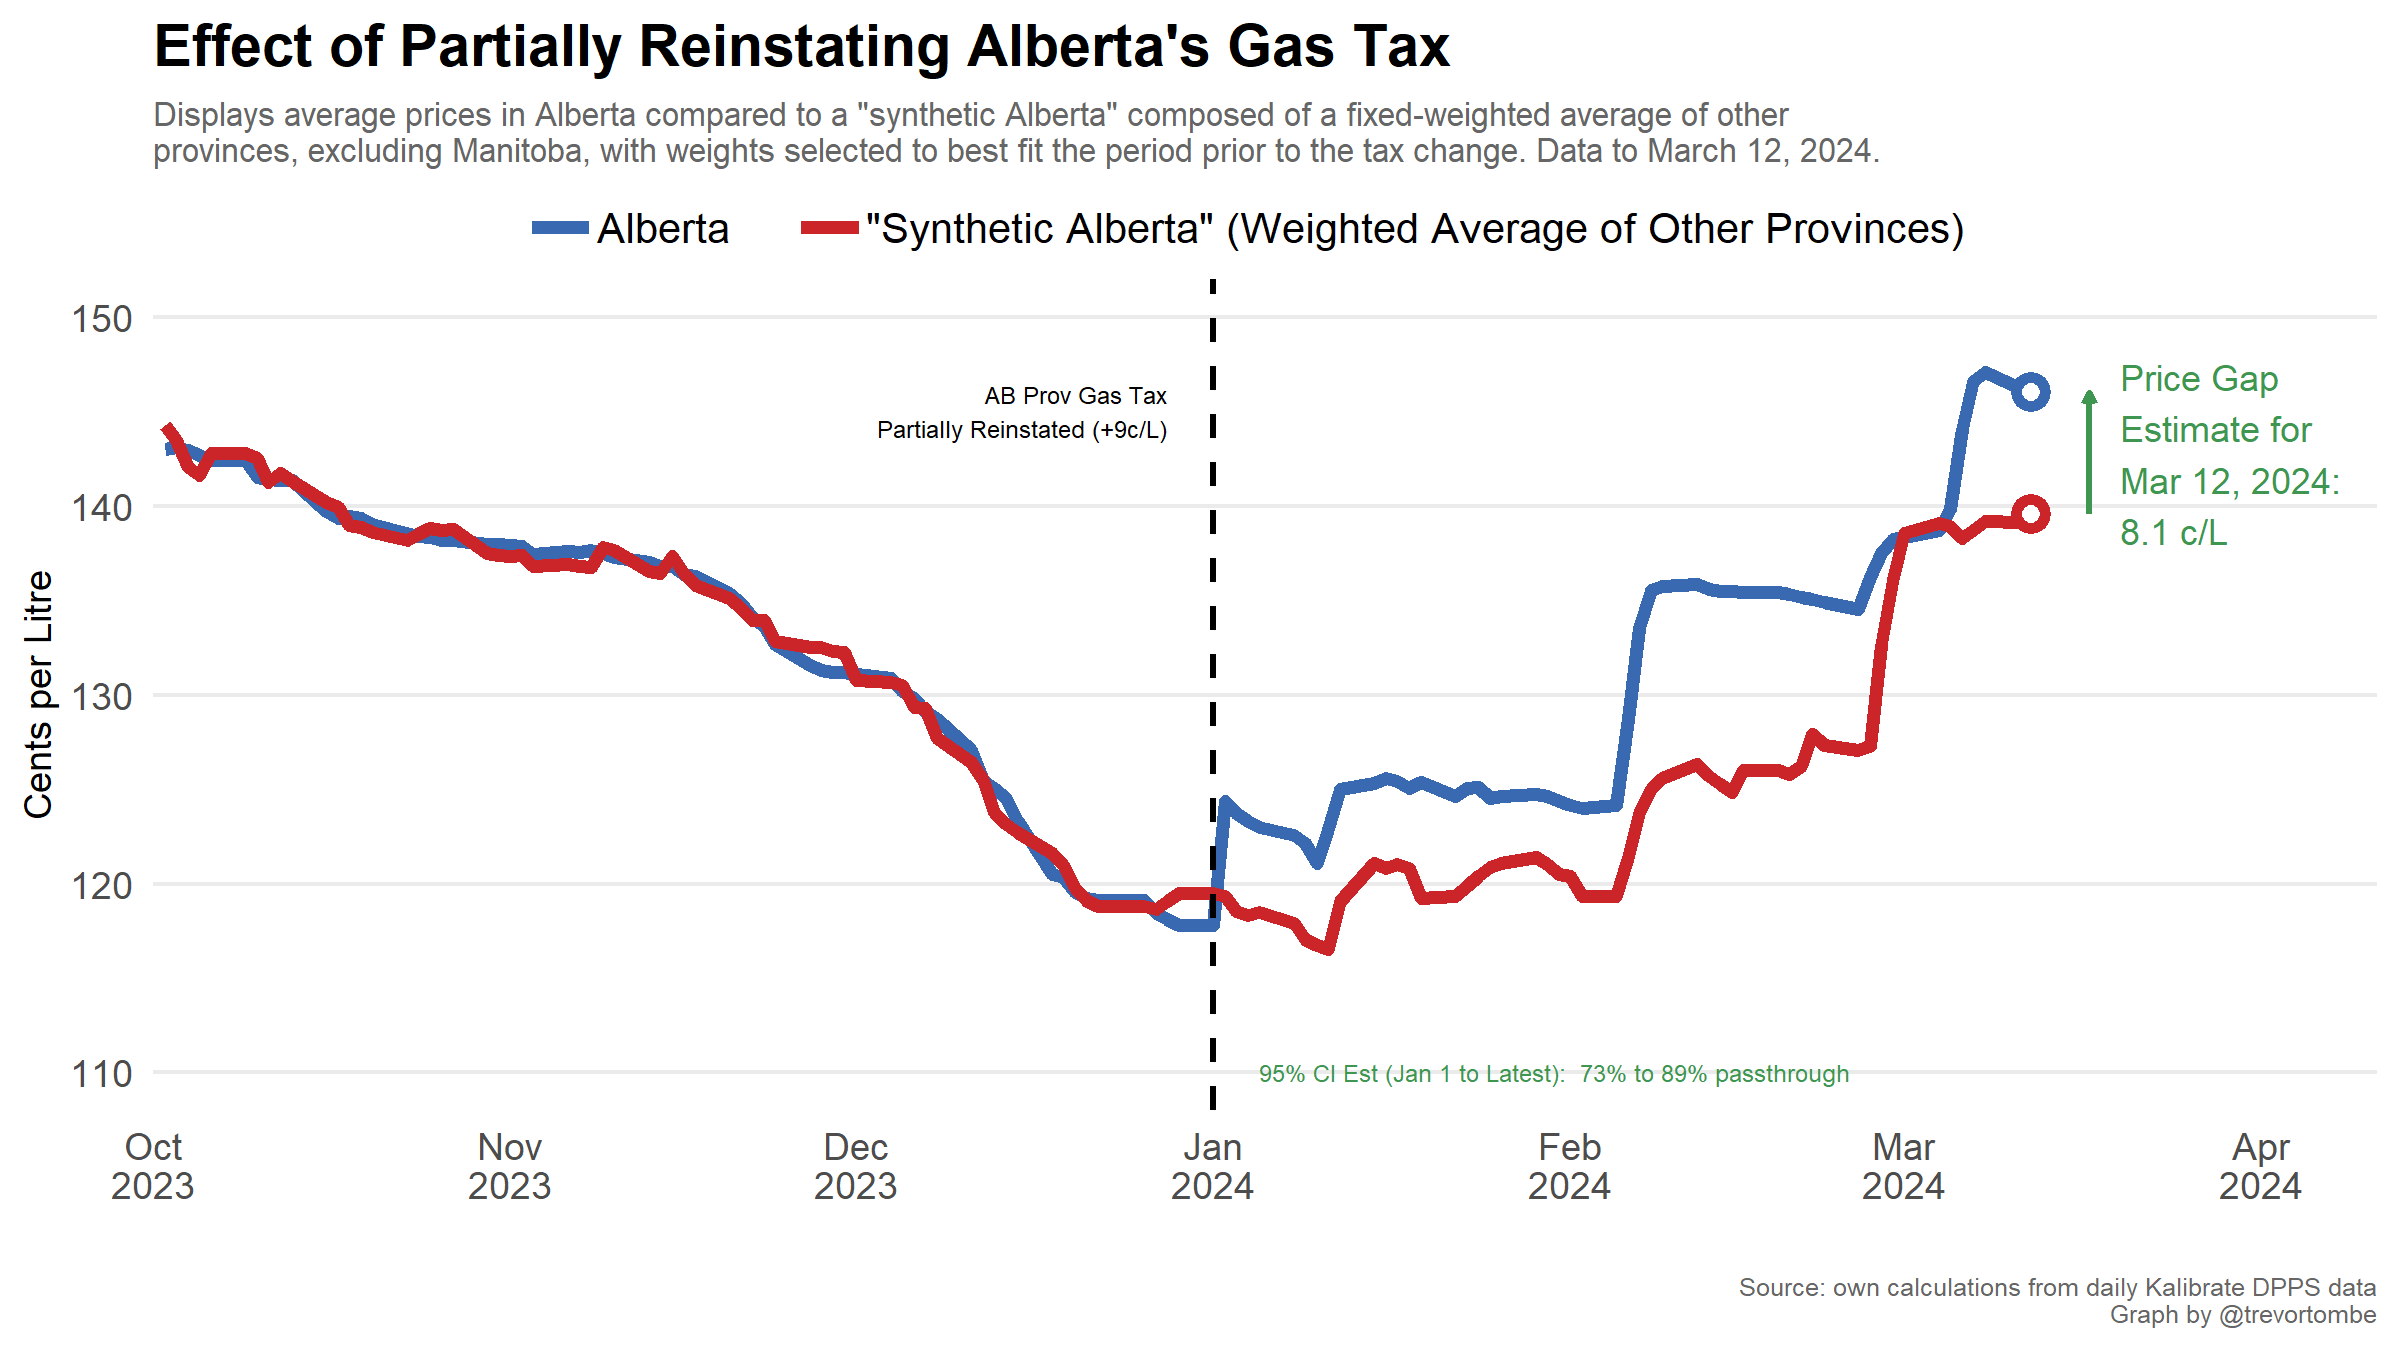 Effect of Partially Reinstating Alberta's Gas Tax
Displays average prices in Alberta compared to a "synthetic Alberta" composed of a fixed-weighted average of other
provinces, excluding Manitoba, with weights selected to best fit the period prior to the tax change. Data to March 12, 2024.
Alberta
"Synthetic Alberta" (Weighted Average of Other Provinces)
Cents per Litre
150
140
130
120
110
AB Prov Gas Tax
Partially Reinstated (+9c/L)
Price Gap
Estimate for
Mar 12, 2024:
8.1 c/L
95% CI Est (Jan 1 to Latest):  73% to 89% passthrough
Oct
2023
Nov
2023
Dec
2023
Jan
2024
Feb
2024
Mar
2024
Apr
2024
Source: own calculations from daily Kalibrate DPPS data
Graph by @trevortombe